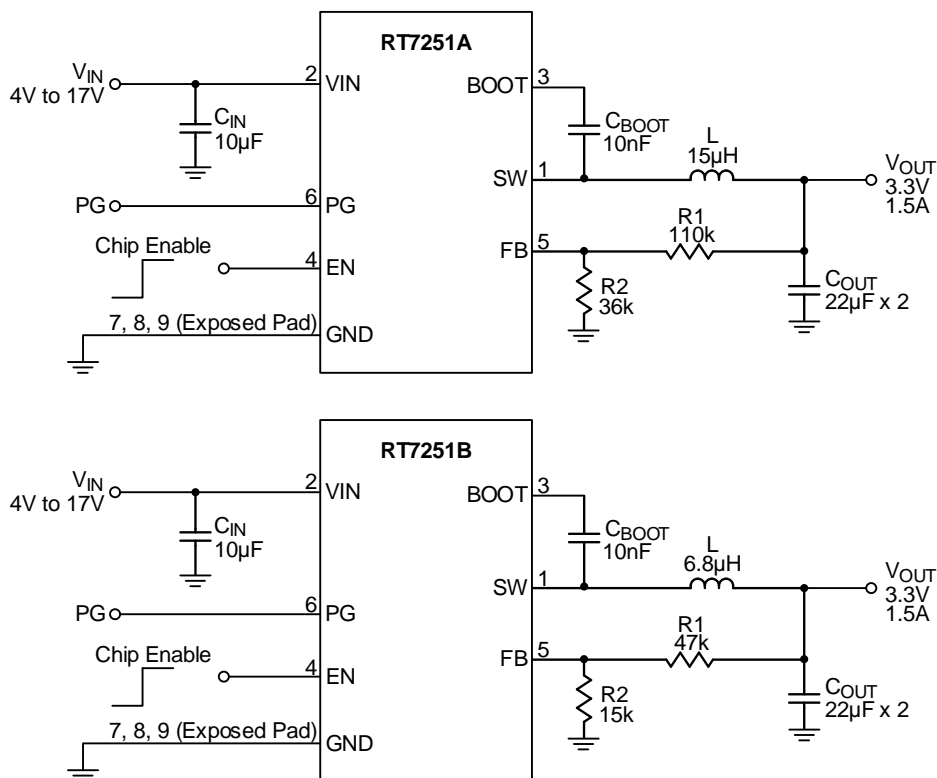 RT7251A
VIN
4V to 17V
2
VIN
CIN
10µF
BOOT
3
CBOOT
10nF
L
15µH
SW
1
VOUT
3.3V
1.5A
PG
6
PG
R1
110k
FB
5
Chip Enable
4
EN
R2
36k
COUT
22µF x 2
7, 8, 9 (Exposed Pad)
GND
RT7251B
VIN
4V to 17V
2
VIN
CIN
10µF
BOOT
3
CBOOT
10nF
L
6.8µH
SW
1
VOUT
3.3V
1.5A
PG
6
PG
R1
47k
FB
5
Chip Enable
4
EN
R2
15k
COUT
22µF x 2
7, 8, 9 (Exposed Pad)
GND